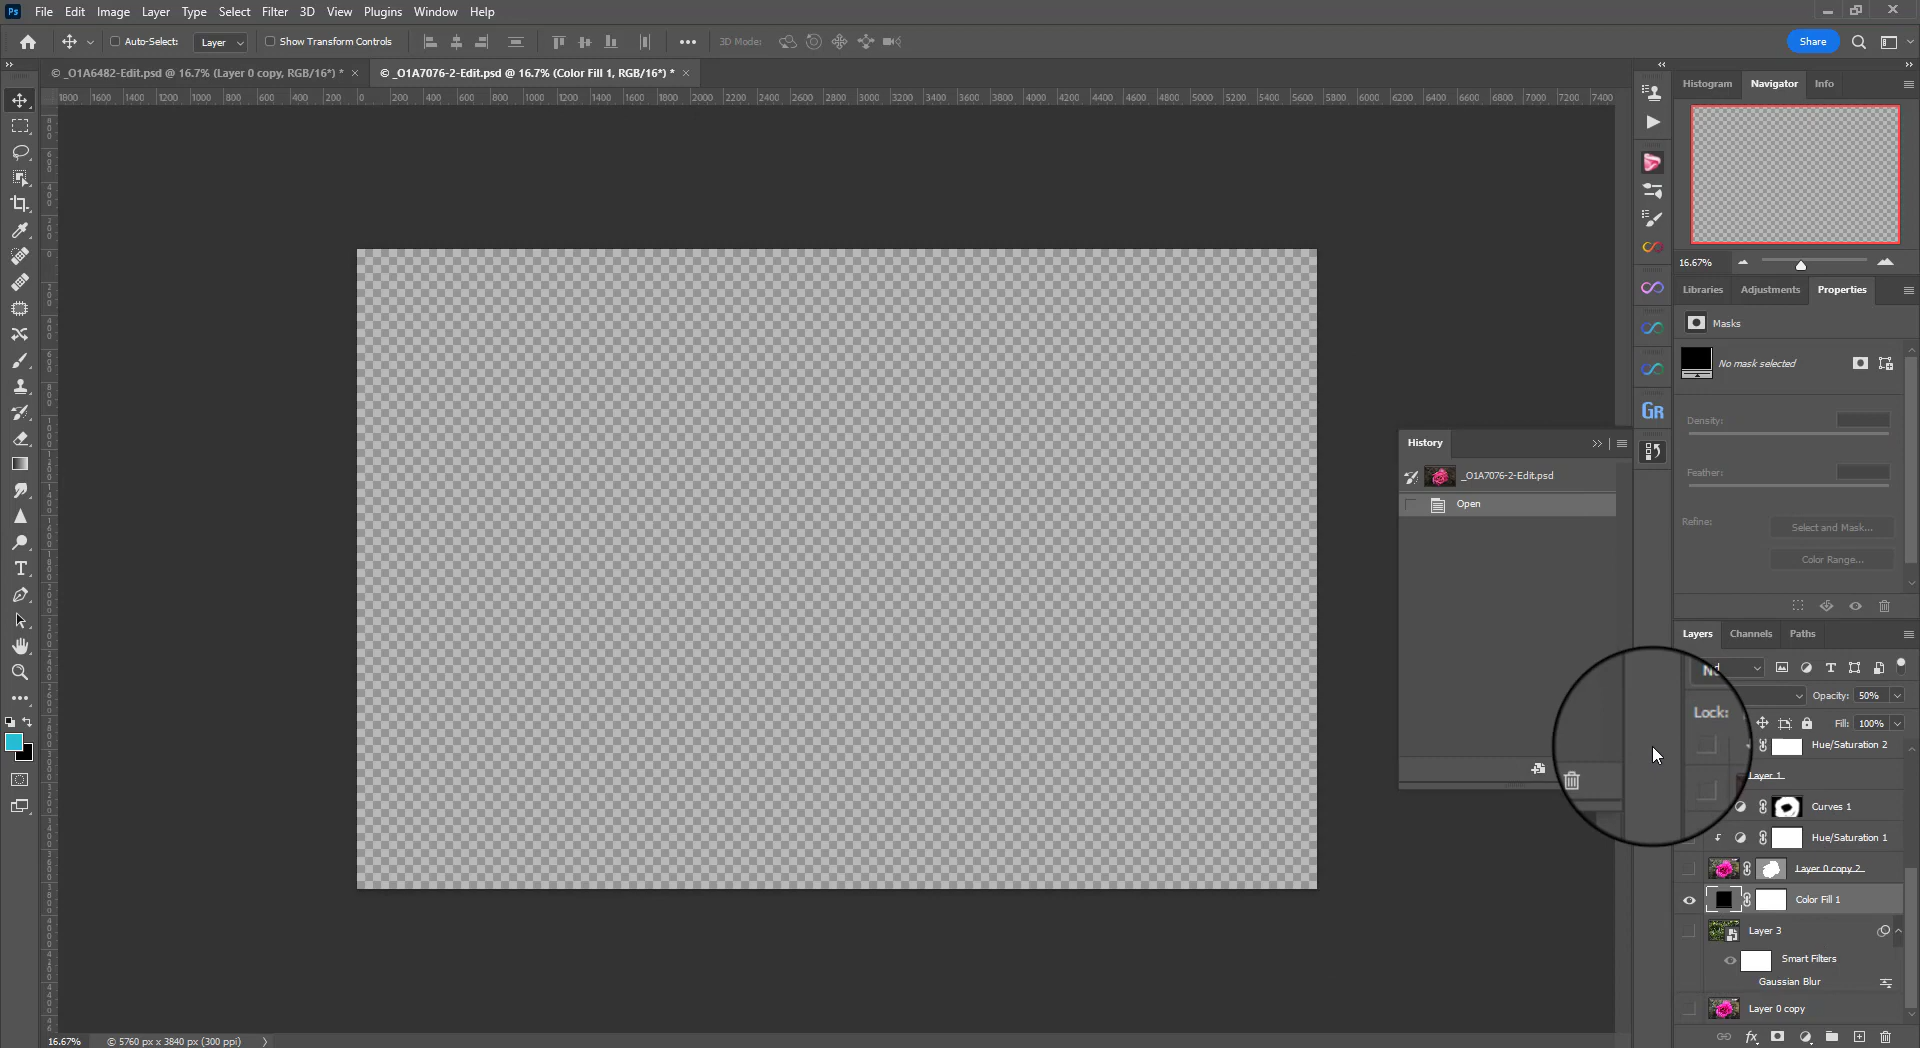 Ps File Edit Image Layer Type Select Filter 3D View Plugins Window Help
Auto-Select: Layer Show Transform Controls 3D Mode: Share
© _O1A6482-Edit.psd @ 16.7% (Layer 0 copy, RGB/16*) *
© _O1A7076-2-Edit.psd @ 16.7% (Color Fill 1, RGB/16*) *
1800 1600 1400 1200 1000 800 600 400 200 0 200 400 600 800 1000 1200 1400 1600 1800 2000 2200 2400 2600 2800 3000 3200 3400 3600 3800 4000 4200 4400 4600 4800 5000 5200 5400 5600 5800 6000 6200 6400 6600 6800 7000 7200 7400
Histogram Navigator Info
16.67%
Libraries Adjustments Properties
Masks
No mask selected
Density:
Feather:
Refine: Select and Mask...
Color Range...
Gr
History
_O1A7076-2-Edit.psd
Open
Layers Channels Paths
Opacity: 50%
Lock: Fill: 100%
Hue/Saturation 2
Layer 1
Curves 1
Hue/Saturation 1
Layer 0 copy 2
Color Fill 1
Layer 3
Smart Filters
Gaussian Blur
Layer 0 copy
fx
16.67% © 5760 px x 3840 px (300 ppi)